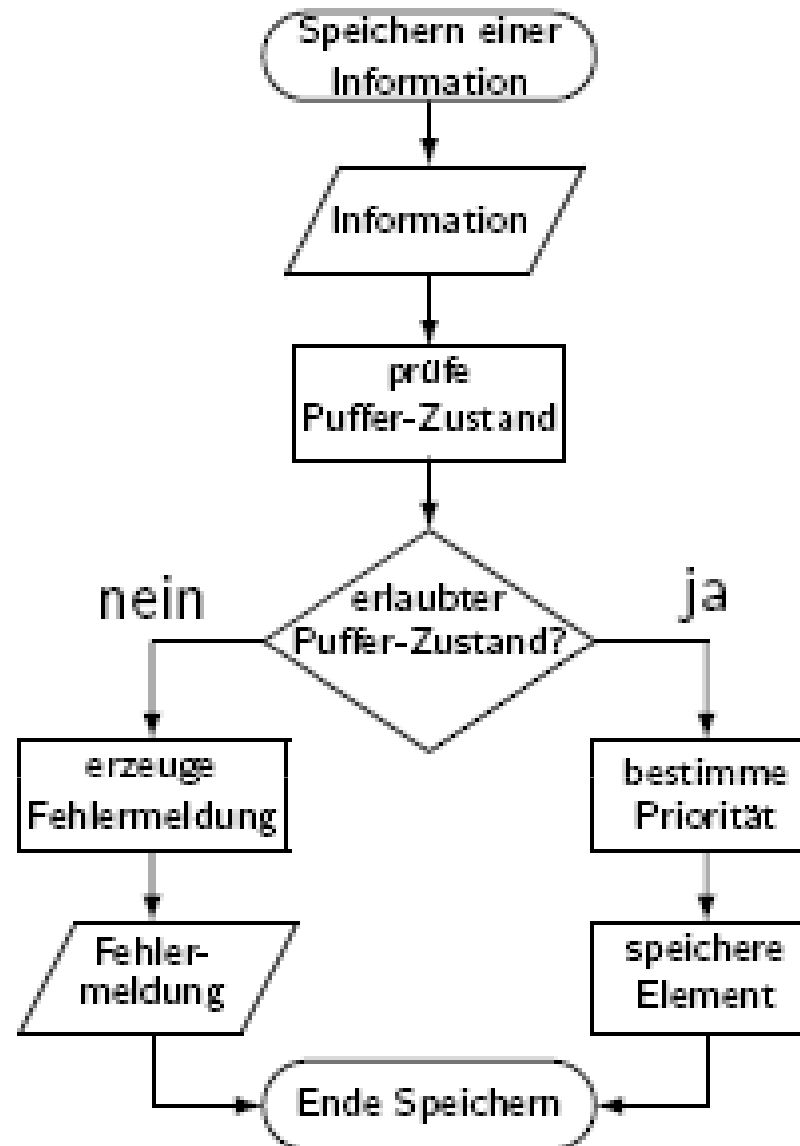 Speichern einer
Information
Information
prüfe
Puffer-Zustand
nein
ja
erlaubter
Puffer-Zustand?
erzeuge
Fehlermeldung
bestimme
Priorität
Fehler-
meldung
speichere
Element
Ende Speichern